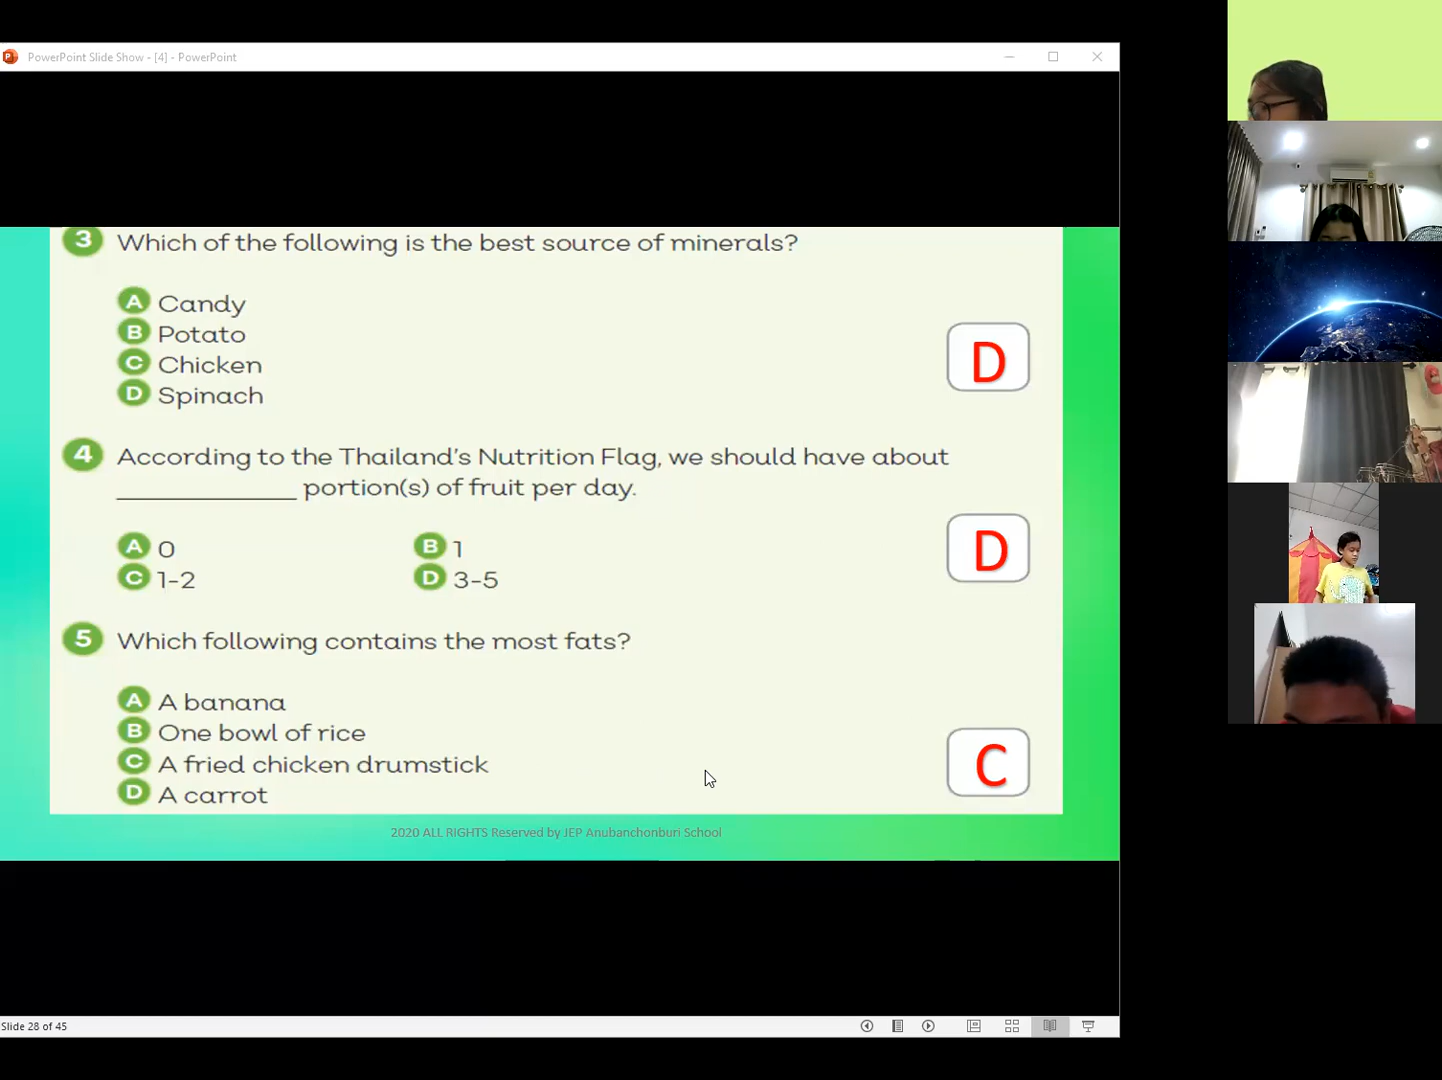 PowerPoint Slide Show - [4] - PowerPoint
3 Which of the following is the best source of minerals?
A Candy
B Potato
C Chicken
D Spinach
D
4 According to the Thailand's Nutrition Flag, we should have about
____________ portion(s) of fruit per day.
A 0 B 1
C 1-2 D 3-5
D
5 Which following contains the most fats?
A A banana
B One bowl of rice
C A fried chicken drumstick
D A carrot
C
2020 ALL RIGHTS Reserved by JEP Anubanchonburi School
Slide 28 of 45